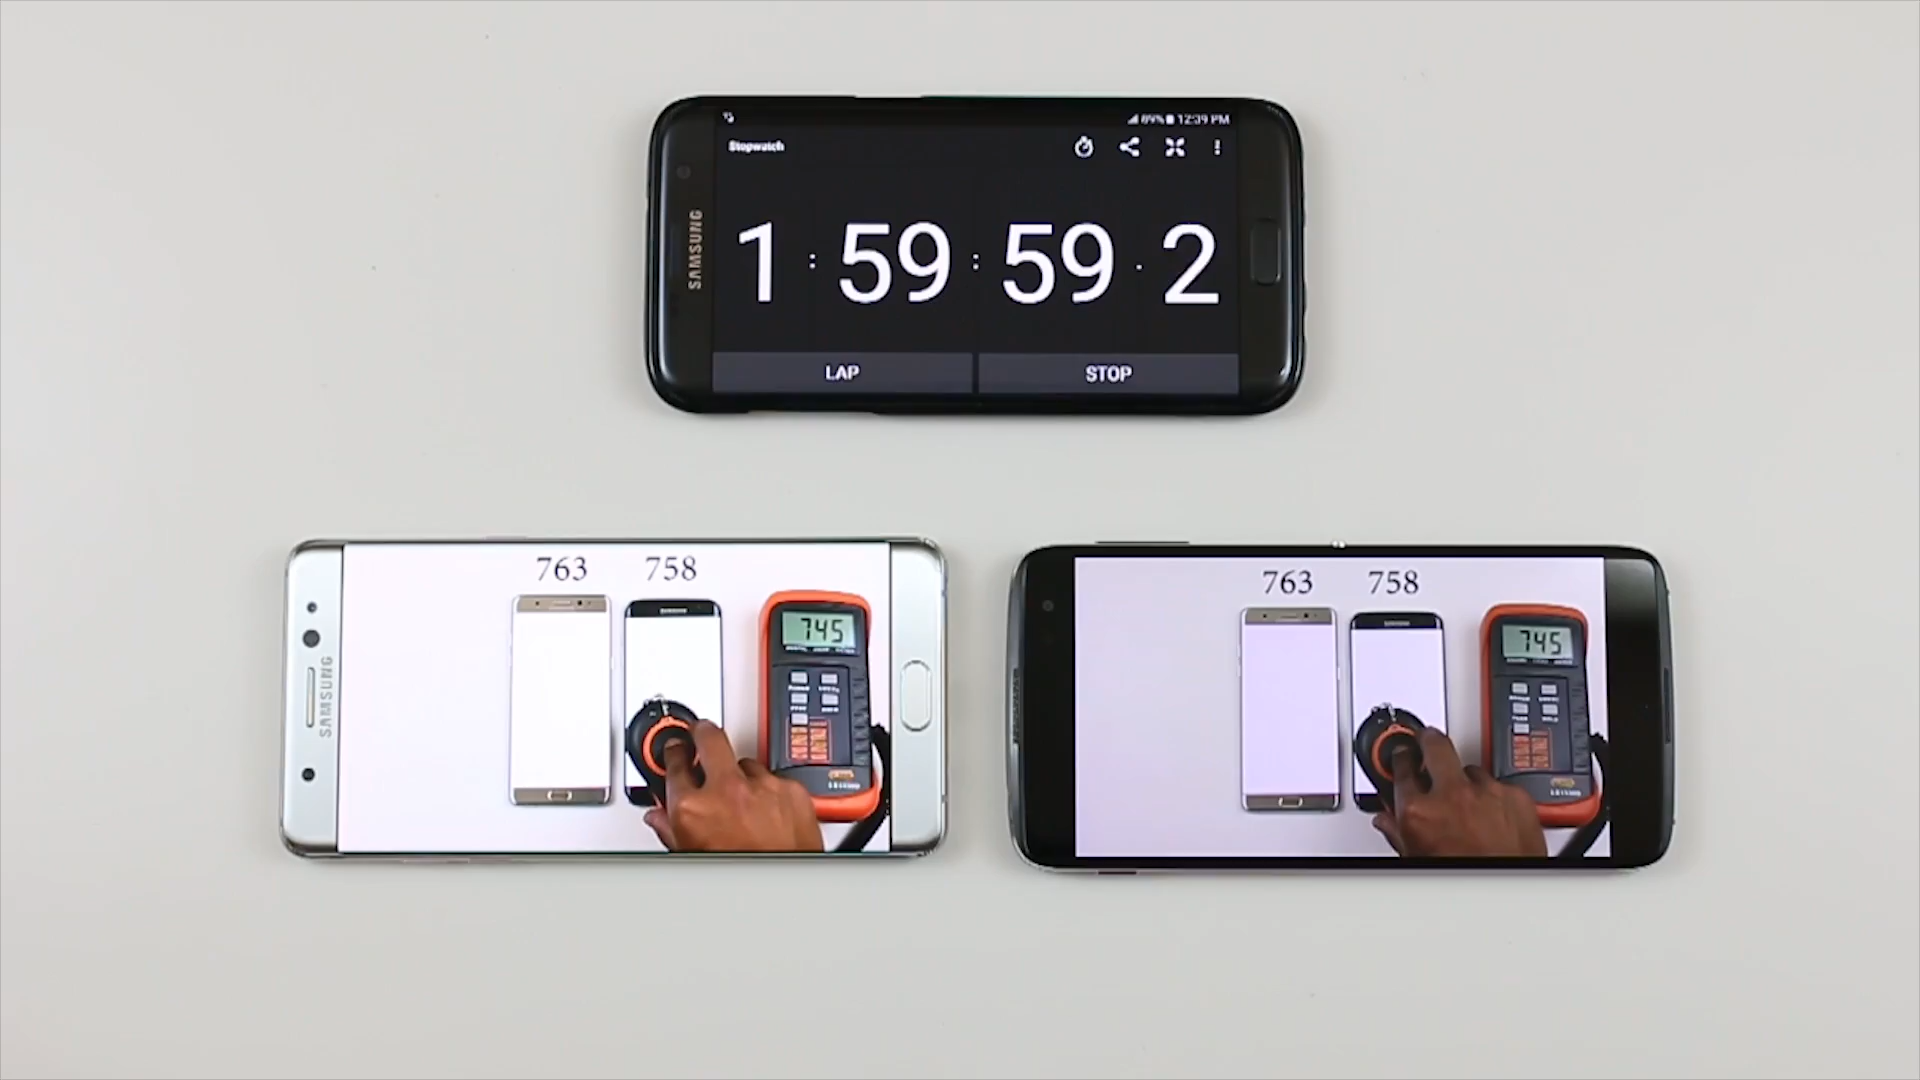 89% 12:39 PM
Stopwatch
SAMSUNG
1 : 59 : 59 . 2
LAP STOP
763 758
SAMSUNG
745
SAMSUNG
763 758
745